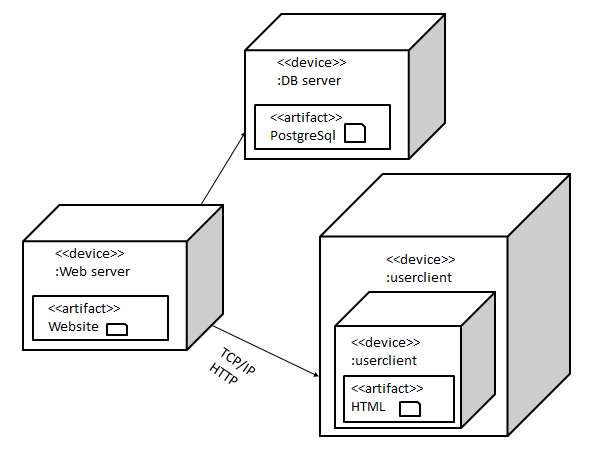 <<device>>
:DB server
<<artifact>>
PostgreSql
<<device>>
:Web server
<<artifact>>
Website
TCP/IP
HTTP
<<device>>
:userclient
<<device>>
:userclient
<<artifact>>
HTML